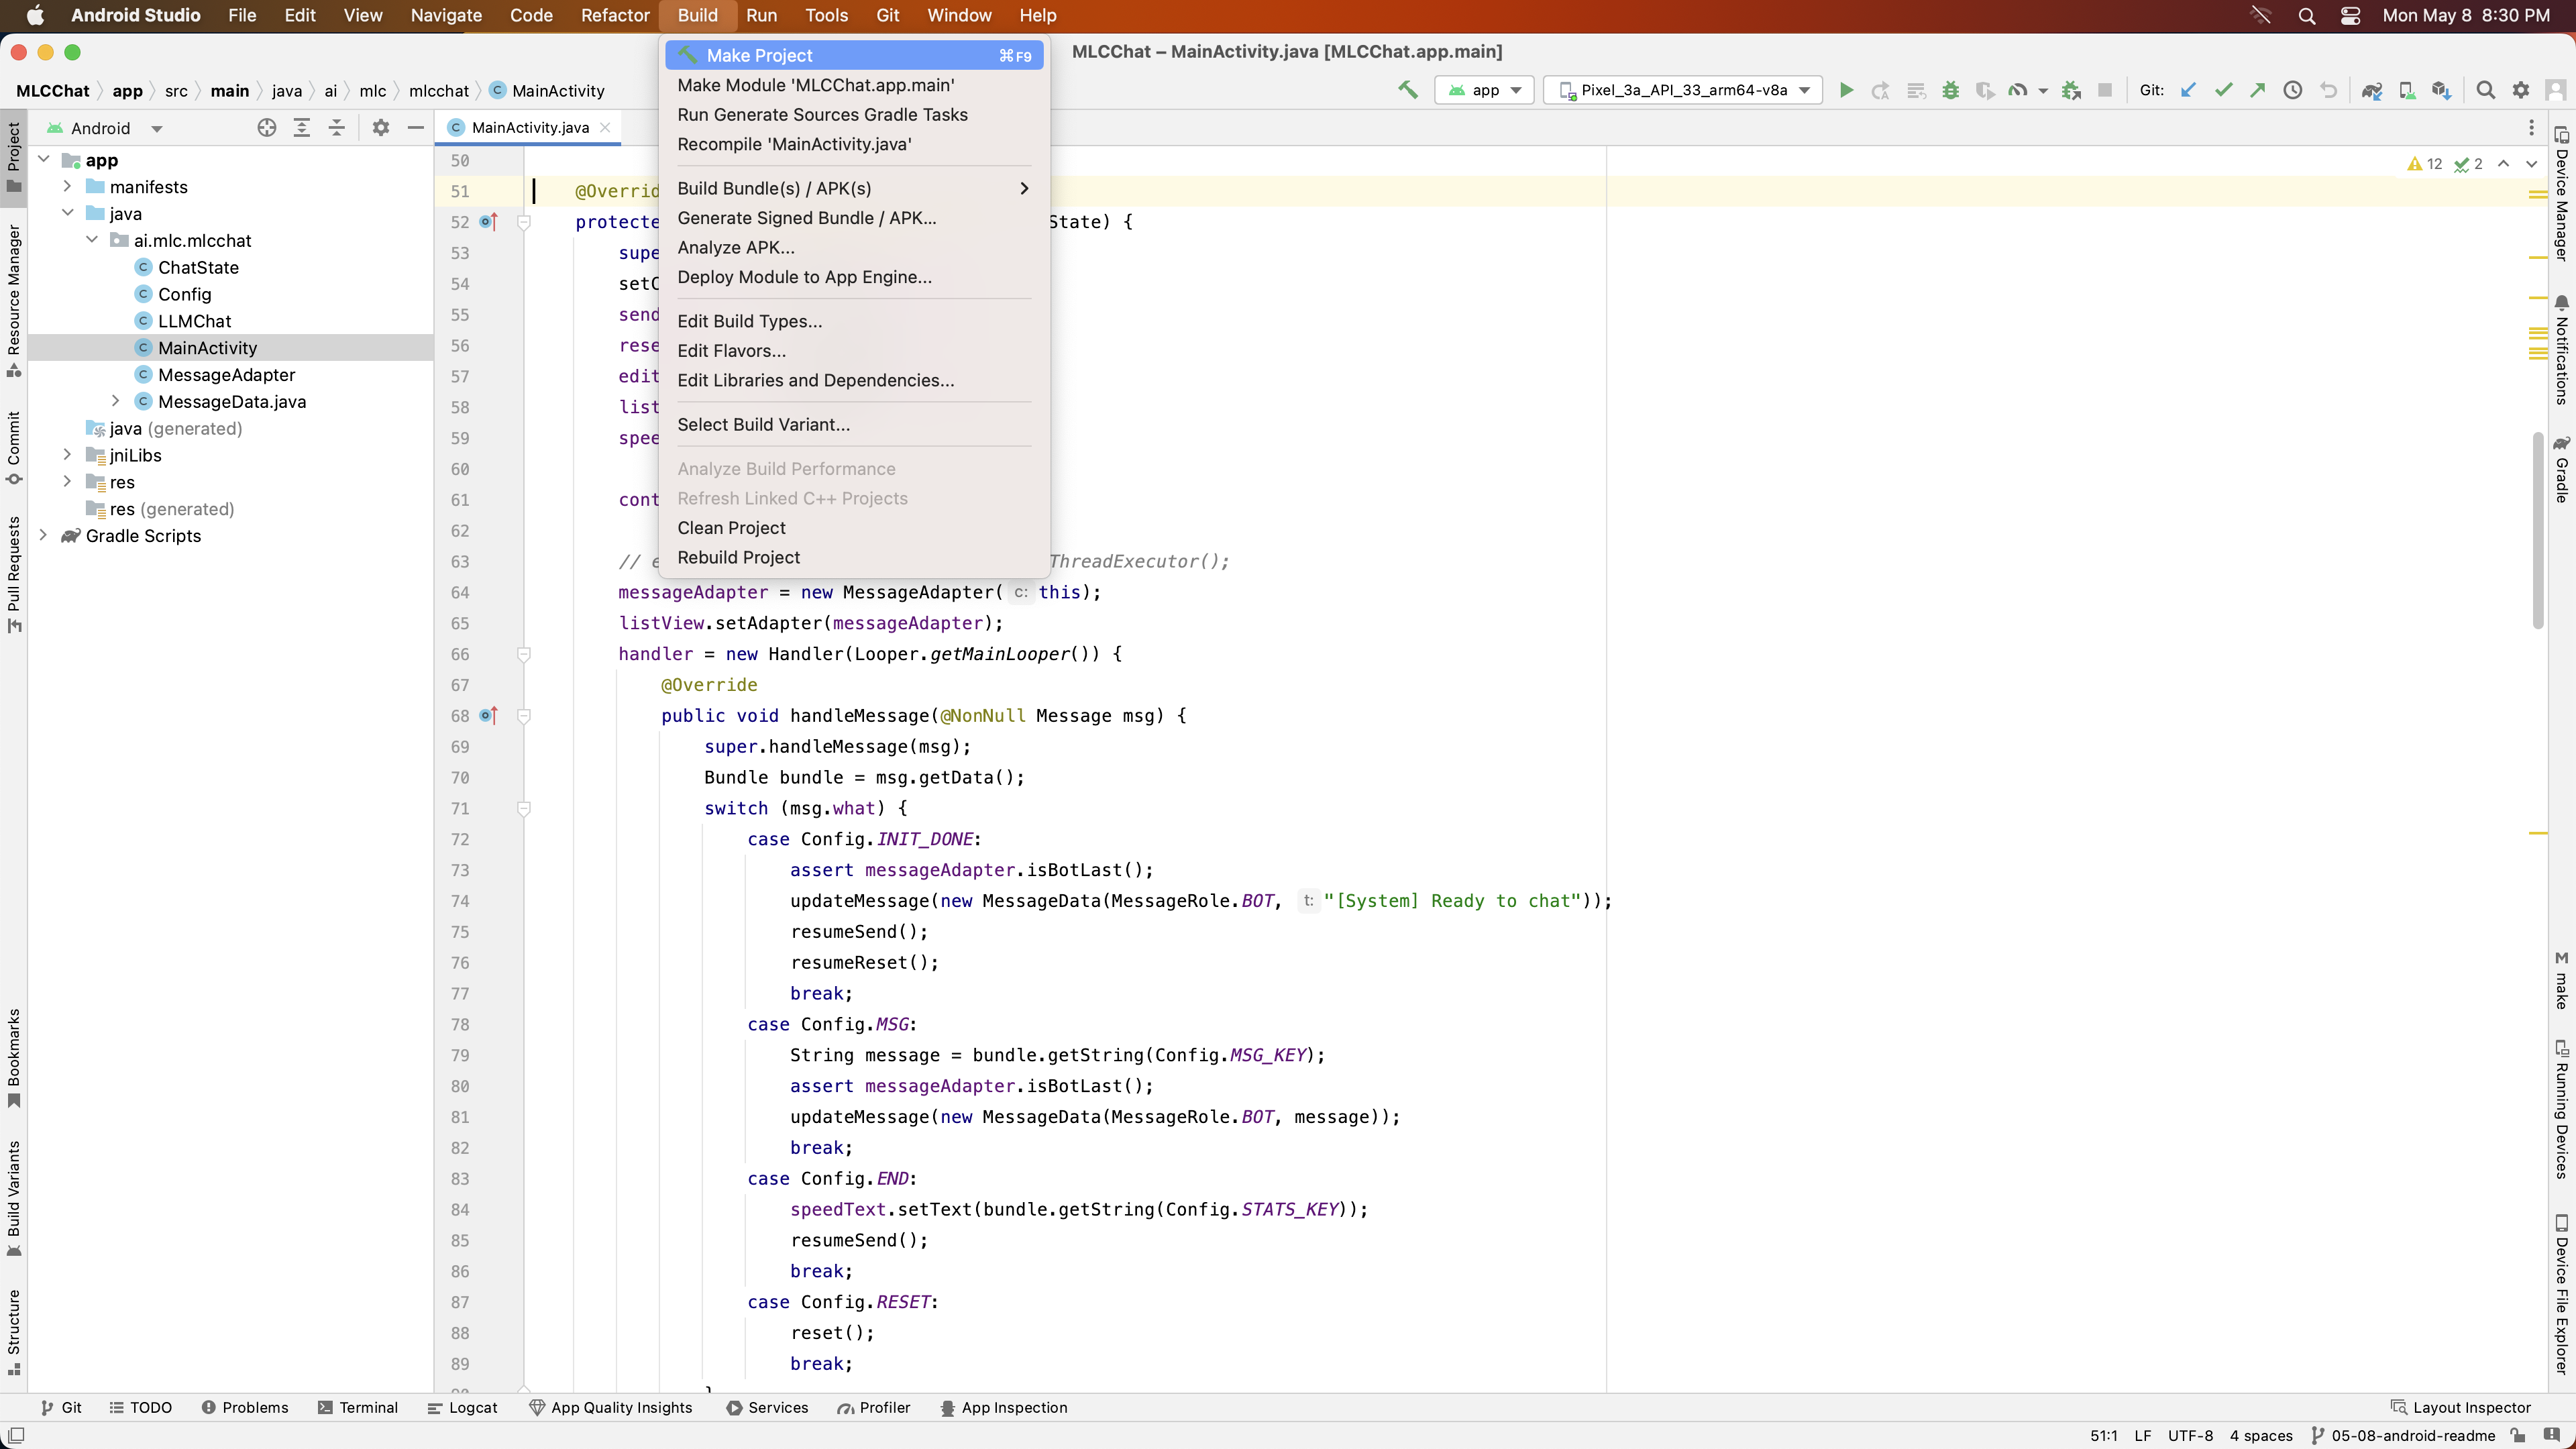 Android Studio File Edit View Navigate Code Refactor Build Run Tools Git Window Help Mon May 8 8:30 PM
MLCChat – MainActivity.java [MLCChat.app.main]
MLCChat app src main java ai mlc mlcchat MainActivity
app Pixel_3a_API_33_arm64-v8a Git:
Make Project ⌘F9
Make Module 'MLCChat.app.main'
Run Generate Sources Gradle Tasks
Recompile 'MainActivity.java'
Build Bundle(s) / APK(s)
Generate Signed Bundle / APK...
Analyze APK...
Deploy Module to App Engine...
Edit Build Types...
Edit Flavors...
Edit Libraries and Dependencies...
Select Build Variant...
Analyze Build Performance
Refresh Linked C++ Projects
Clean Project
Rebuild Project
Project
Resource Manager
Commit
Pull Requests
Bookmarks
Build Variants
Structure
Android
app
manifests
java
ai.mlc.mlcchat
ChatState
Config
LLMChat
MainActivity
MessageAdapter
MessageData.java
java (generated)
jniLibs
res
res (generated)
Gradle Scripts
MainActivity.java
12 2
50
51 @Overrid
52 protecte State) {
53 supe
54 setC
55 send
56 rese
57 edit
58 list
59 spee
60
61 cont
62
63 // e ThreadExecutor();
64 messageAdapter = new MessageAdapter( c: this);
65 listView.setAdapter(messageAdapter);
66 handler = new Handler(Looper.getMainLooper()) {
67 @Override
68 public void handleMessage(@NonNull Message msg) {
69 super.handleMessage(msg);
70 Bundle bundle = msg.getData();
71 switch (msg.what) {
72 case Config.INIT_DONE:
73 assert messageAdapter.isBotLast();
74 updateMessage(new MessageData(MessageRole.BOT, t: "[System] Ready to chat"));
75 resumeSend();
76 resumeReset();
77 break;
78 case Config.MSG:
79 String message = bundle.getString(Config.MSG_KEY);
80 assert messageAdapter.isBotLast();
81 updateMessage(new MessageData(MessageRole.BOT, message));
82 break;
83 case Config.END:
84 speedText.setText(bundle.getString(Config.STATS_KEY));
85 resumeSend();
86 break;
87 case Config.RESET:
88 reset();
89 break;
Device Manager
Notifications
Gradle
make
Running Devices
Device File Explorer
Git TODO Problems Terminal Logcat App Quality Insights Services Profiler App Inspection Layout Inspector
51:1 LF UTF-8 4 spaces 05-08-android-readme